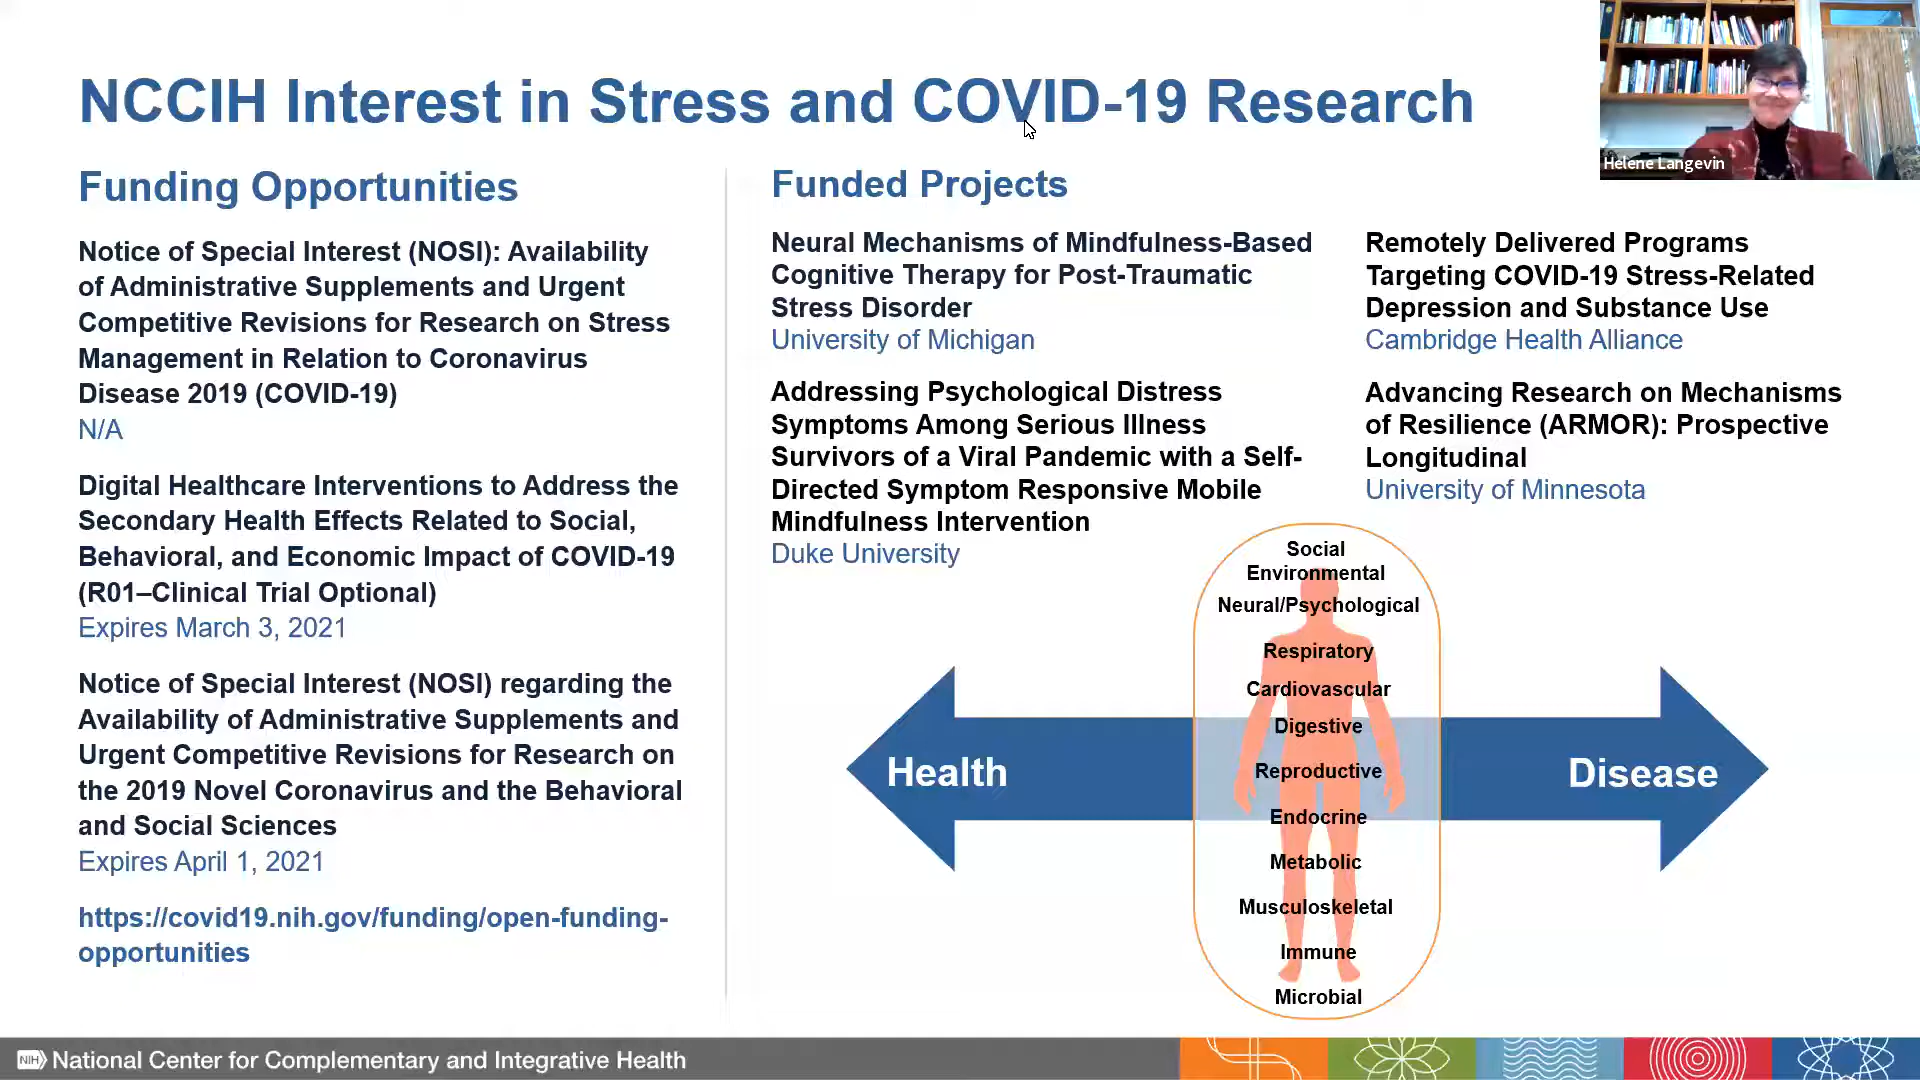 NCCIH Interest in Stress and COVID-19 Research
Helene Langevin
Funding Opportunities
Notice of Special Interest (NOSI): Availability
of Administrative Supplements and Urgent
Competitive Revisions for Research on Stress
Management in Relation to Coronavirus
Disease 2019 (COVID-19)
N/A
Digital Healthcare Interventions to Address the
Secondary Health Effects Related to Social,
Behavioral, and Economic Impact of COVID-19
(R01–Clinical Trial Optional)
Expires March 3, 2021
Notice of Special Interest (NOSI) regarding the
Availability of Administrative Supplements and
Urgent Competitive Revisions for Research on
the 2019 Novel Coronavirus and the Behavioral
and Social Sciences
Expires April 1, 2021
https://covid19.nih.gov/funding/open-funding-
opportunities
Funded Projects
Neural Mechanisms of Mindfulness-Based
Cognitive Therapy for Post-Traumatic
Stress Disorder
University of Michigan
Addressing Psychological Distress
Symptoms Among Serious Illness
Survivors of a Viral Pandemic with a Self-
Directed Symptom Responsive Mobile
Mindfulness Intervention
Duke University
Remotely Delivered Programs
Targeting COVID-19 Stress-Related
Depression and Substance Use
Cambridge Health Alliance
Advancing Research on Mechanisms
of Resilience (ARMOR): Prospective
Longitudinal
University of Minnesota
Social
Environmental
Neural/Psychological
Respiratory
Cardiovascular
Digestive
Reproductive
Endocrine
Metabolic
Musculoskeletal
Immune
Microbial
Health
Disease
NIH National Center for Complementary and Integrative Health